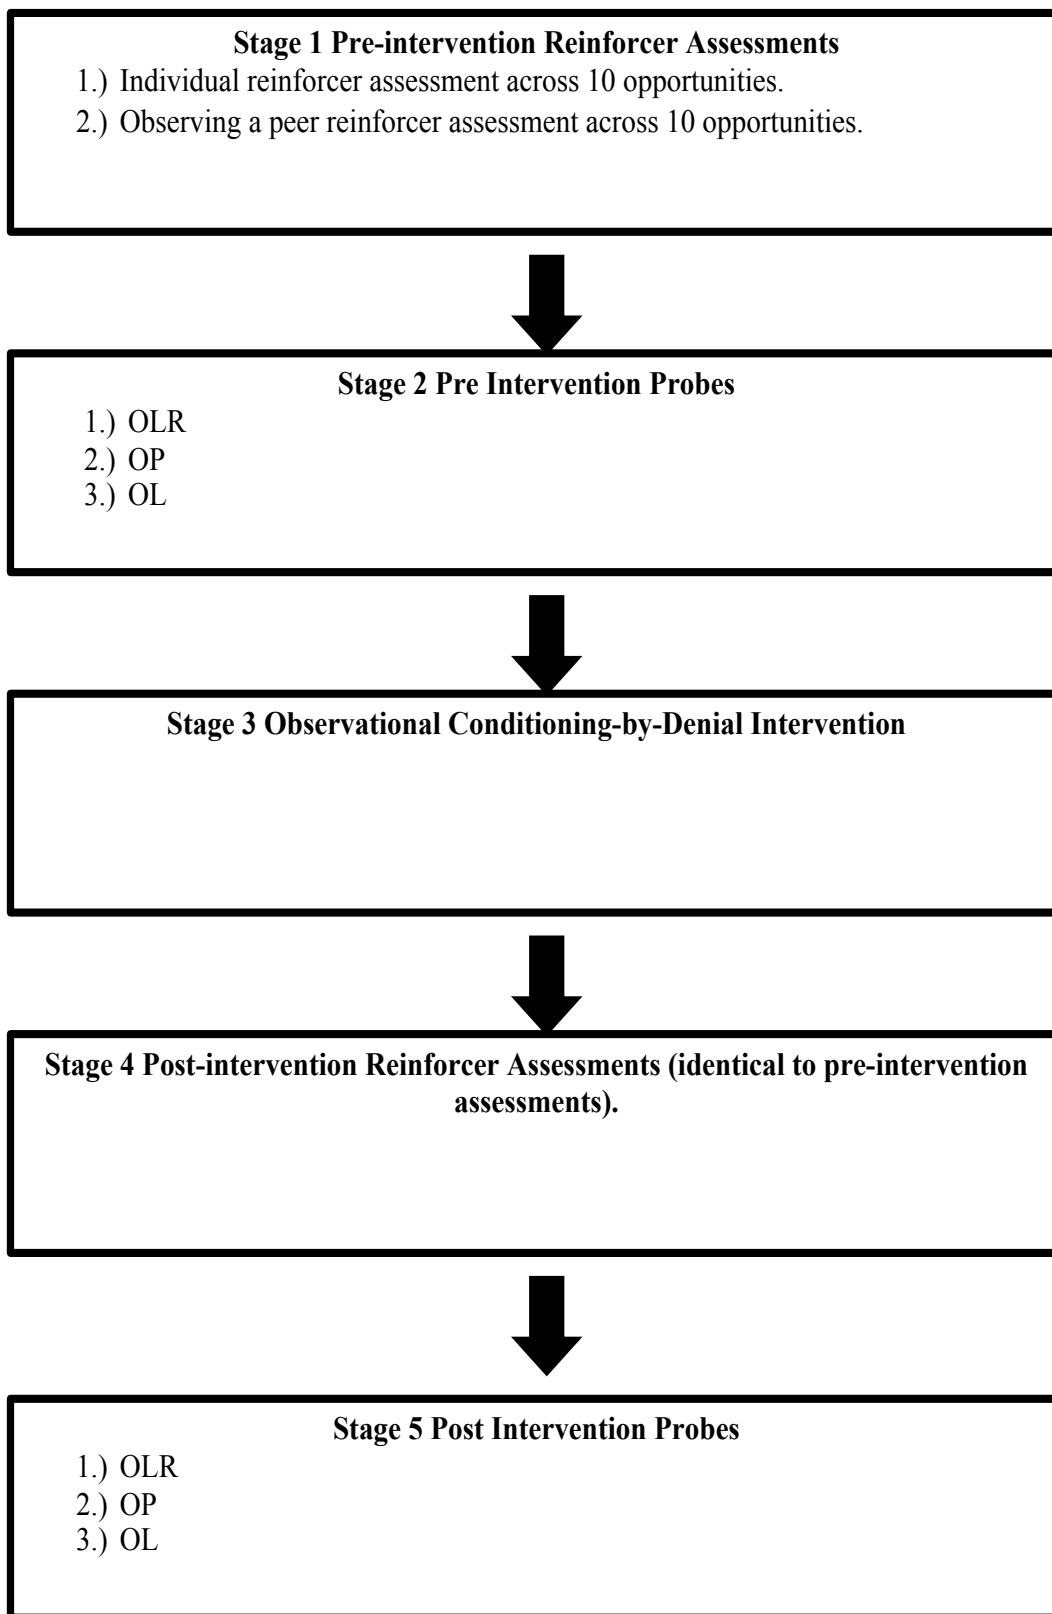 Stage 1 Pre-intervention Reinforcer Assessments
1.) Individual reinforcer assessment across 10 opportunities.
2.) Observing a peer reinforcer assessment across 10 opportunities.
Stage 2 Pre Intervention Probes
1.) OLR
2.) OP
3.) OL
Stage 3 Observational Conditioning-by-Denial Intervention
Stage 4 Post-intervention Reinforcer Assessments (identical to pre-intervention
assessments).
Stage 5 Post Intervention Probes
1.) OLR
2.) OP
3.) OL